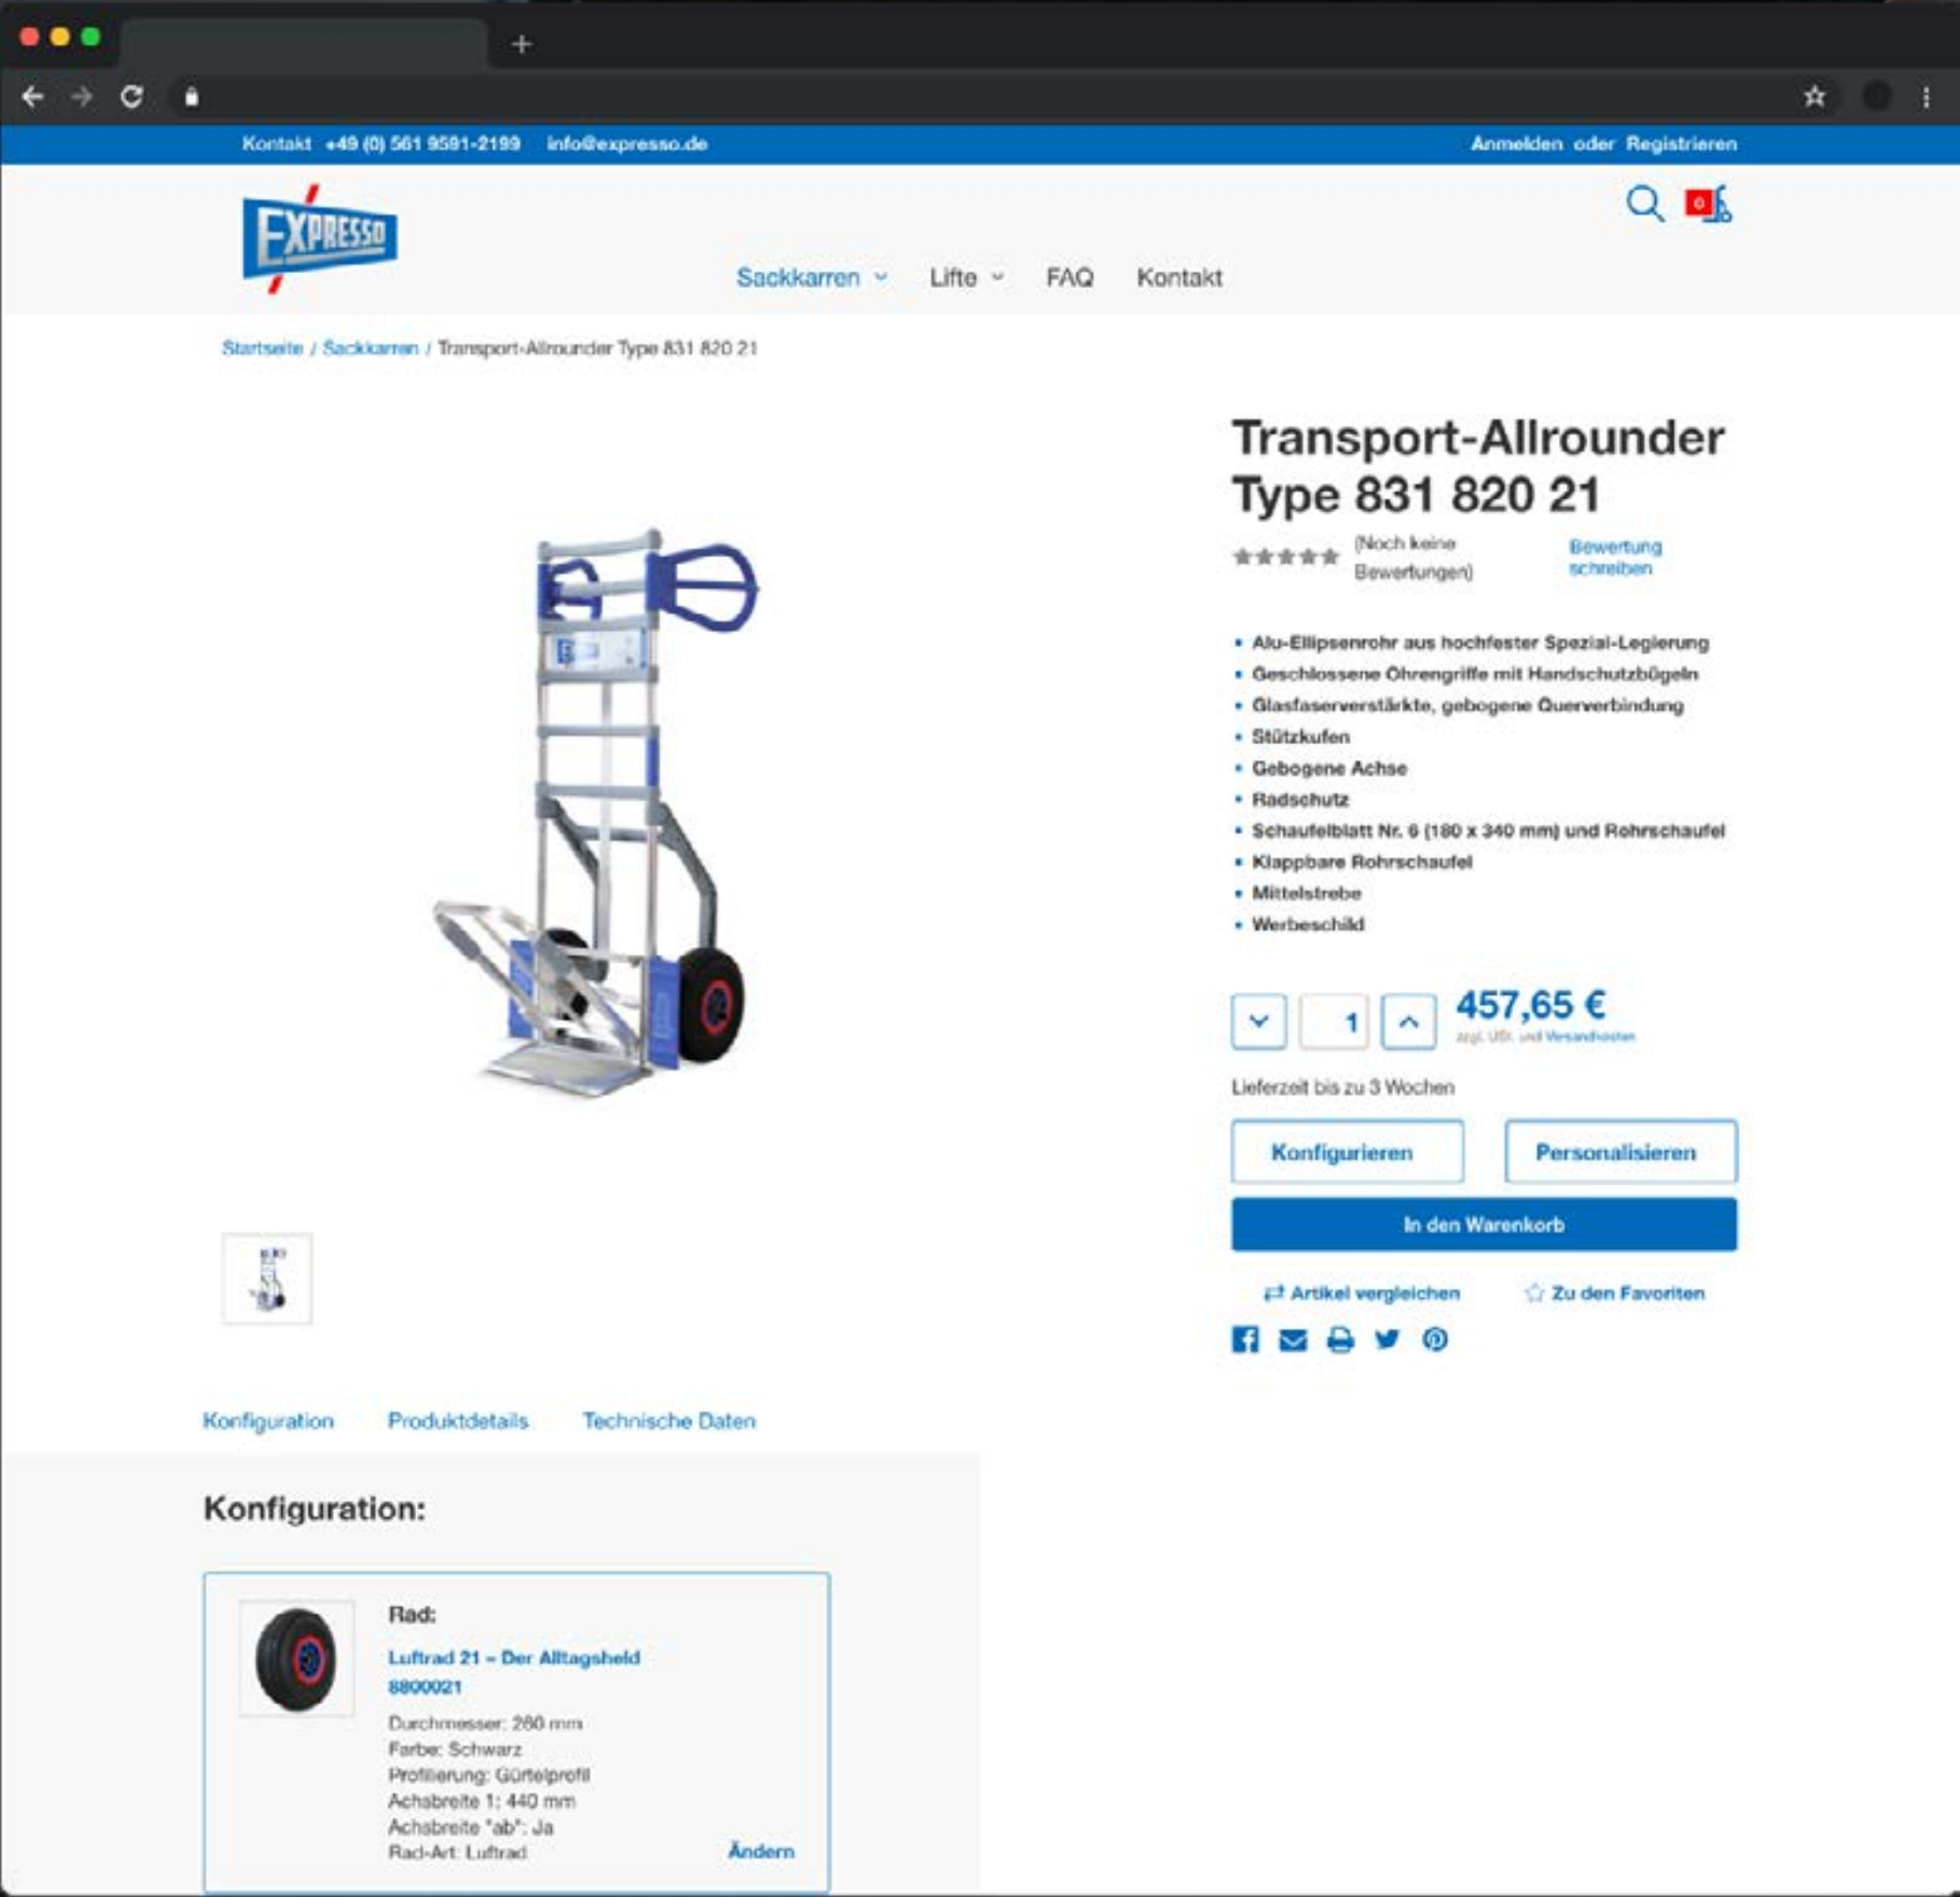 Kontakt +49 (0) 561 9591-2199 info@expresso.de
Anmelden oder Registrieren
EXPRESSO
0
Sackkarren Lifte FAQ Kontakt
Startseite / Sackkarren / Transport-Allrounder Type 831 820 21
Transport-Allrounder
Type 831 820 21
(Noch keine
Bewertungen)
Bewertung
schreiben
Alu-Ellipsenrohr aus hochfester Spezial-Legierung
Geschlossene Ohrengriffe mit Handschutzbügeln
Glasfaserverstärkte, gebogene Querverbindung
Stützkufen
Gebogene Achse
Radschutz
Schaufelblatt Nr. 6 (180 x 340 mm) und Rohrschaufel
Klappbare Rohrschaufel
Mittelstrebe
Werbeschild
1
457,65 €
zzgl. USt. und Versandkosten
Lieferzeit bis zu 3 Wochen
Konfigurieren
Personalisieren
In den Warenkorb
Artikel vergleichen
Zu den Favoriten
Konfiguration Produktdetails Technische Daten
Konfiguration:
Rad:
Luftrad 21 – Der Alltagsheld
8800021
Durchmesser: 260 mm
Farbe: Schwarz
Profilierung: Gürtelprofil
Achsbreite 1: 440 mm
Achsbreite "ab": Ja
Rad-Art: Luftrad
Ändern